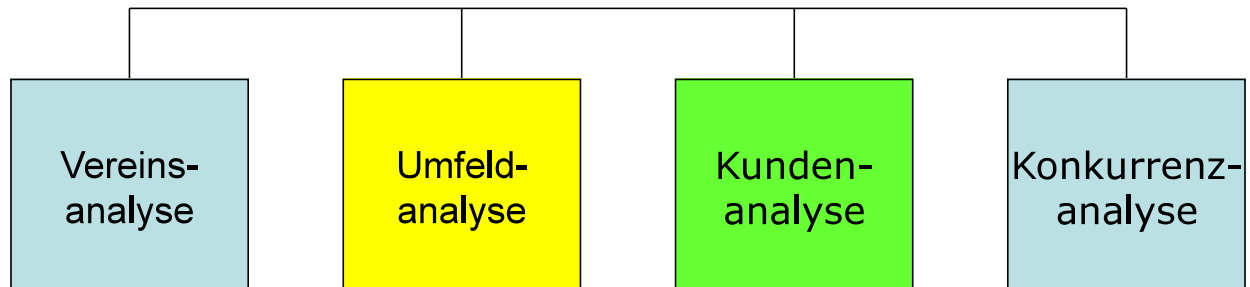 Vereins-
analyse
Umfeld-
analyse
Kunden-
analyse
Konkurrenz-
analyse